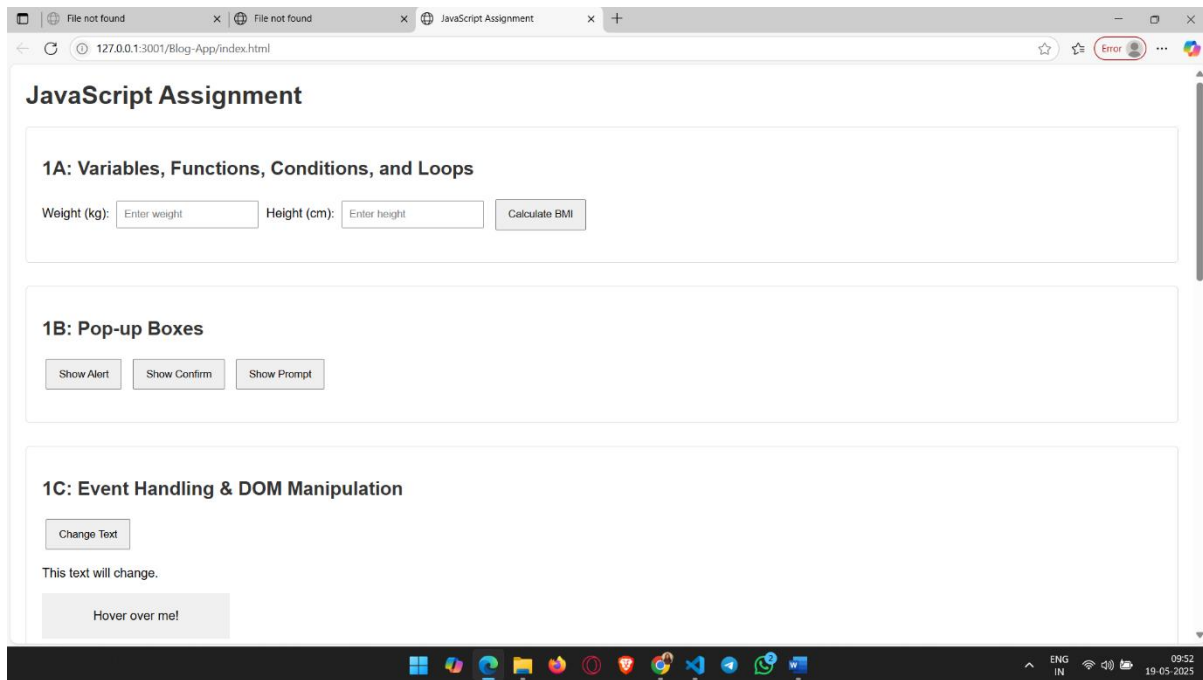 File not found
File not found
JavaScript Assignment
127.0.0.1:3001/Blog-App/index.html
Error
JavaScript Assignment
1A: Variables, Functions, Conditions, and Loops
Weight (kg): Enter weight Height (cm): Enter height Calculate BMI
1B: Pop-up Boxes
Show Alert Show Confirm Show Prompt
1C: Event Handling & DOM Manipulation
Change Text
This text will change.
Hover over me!
2
W
ENG
IN
09:52
19-05-2025